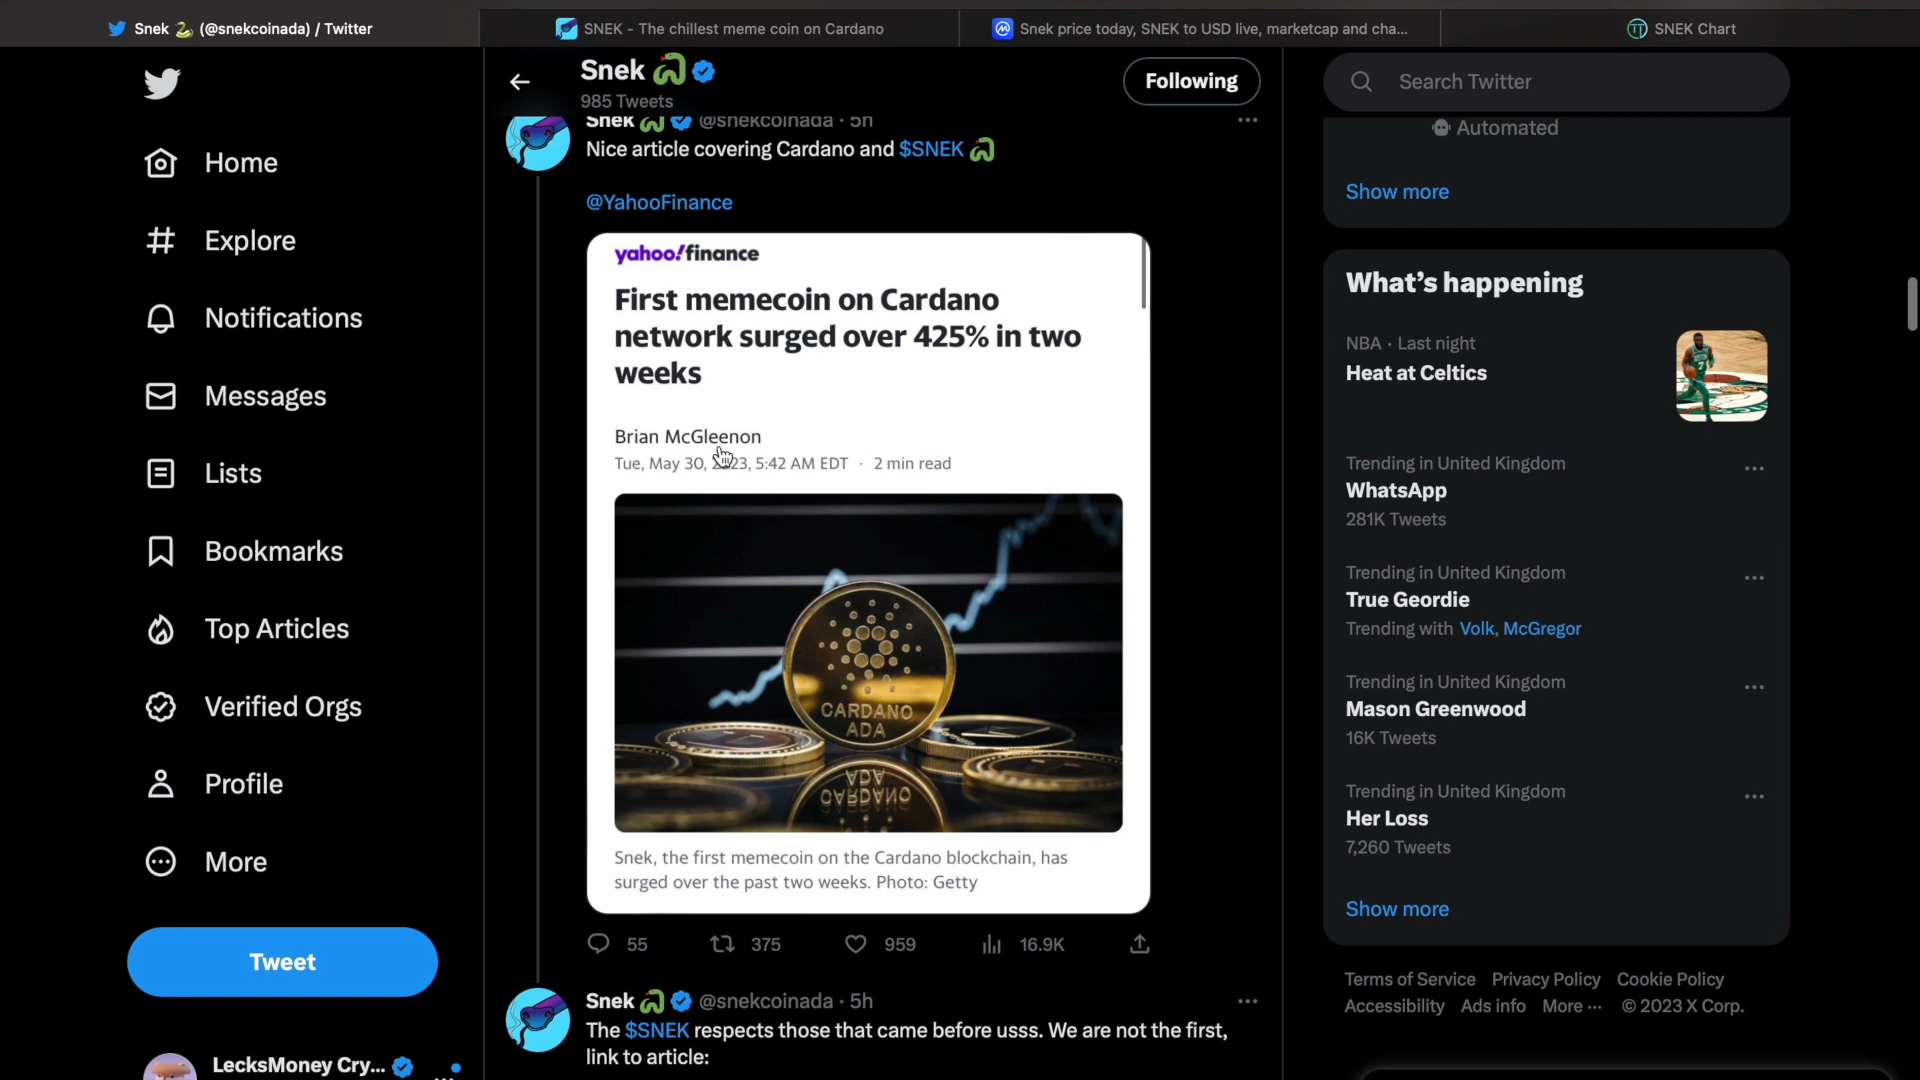 Snek 🐍 (@snekcoinada) / Twitter
SNEK - The chillest meme coin on Cardano
Snek price today, SNEK to USD live, marketcap and cha...
SNEK Chart
Home
Explore
Notifications
Messages
Lists
Bookmarks
Top Articles
Verified Orgs
Profile
More
Tweet
LecksMoney Cry...
Snek
985 Tweets
Following
Snek @snekcoinada · 5h
Nice article covering Cardano and $SNEK
@YahooFinance
yahoo!finance
First memecoin on Cardano
network surged over 425% in two
weeks
Brian McGleenon
Tue, May 30, 2023, 5:42 AM EDT · 2 min read
CARDANO
ADA
ADA
CARDANO
Snek, the first memecoin on the Cardano blockchain, has
surged over the past two weeks. Photo: Getty
55 375 959 16.9K
Snek @snekcoinada · 5h
The $SNEK respects those that came before usss. We are not the first,
link to article:
Search Twitter
Automated
Show more
What's happening
NBA · Last night
Heat at Celtics
Trending in United Kingdom
WhatsApp
281K Tweets
Trending in United Kingdom
True Geordie
Trending with Volk, McGregor
Trending in United Kingdom
Mason Greenwood
16K Tweets
Trending in United Kingdom
Her Loss
7,260 Tweets
Show more
Terms of Service Privacy Policy Cookie Policy
Accessibility Ads info More ··· © 2023 X Corp.